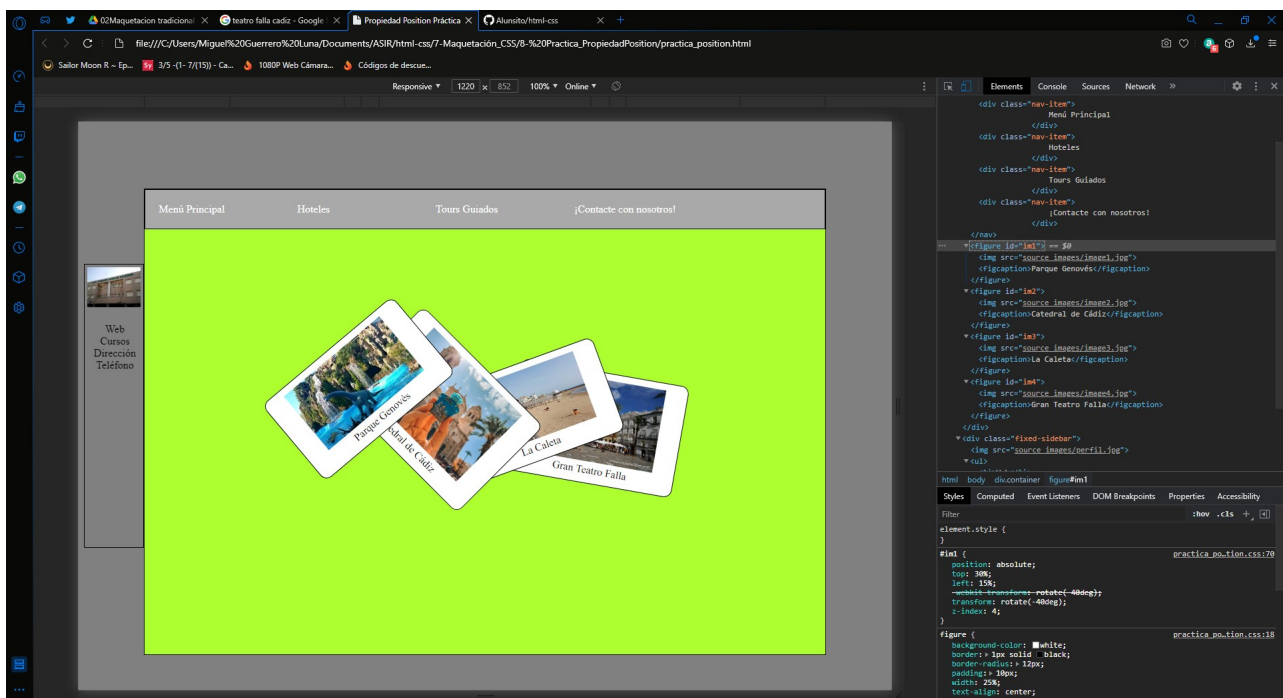 02Maquetacion tradicional
teatro falla cadiz - Google
Propiedad Position Práctica
Alunsito/html-css
file:///C:/Users/Miguel%20Guerrero%20Luna/Documents/ASIR/html-css/7-Maquetación_CSS/8-%20Practica_PropiedadPosition/practica_position.html
Sailor Moon R ~ Ep...
3/5 -(1- 7/(15)) - Ca...
1080P Web Cámara...
Códigos de descue...
Responsive ▼ 1220 x 852 100% ▼ Online ▼
Elements Console Sources Network »
<div class="nav-item">
Menú Principal
</div>
<div class="nav-item">
Hoteles
</div>
<div class="nav-item">
Tours Guiados
</div>
<div class="nav-item">
¡Contacte con nosotros!
</div>
</nav>
<figure id="im1"> == $0
<img src="source images/image1.jpg">
<figcaption>Parque Genovés</figcaption>
</figure>
<figure id="im2">
<img src="source images/image2.jpg">
<figcaption>Catedral de Cádiz</figcaption>
</figure>
<figure id="im3">
<img src="source images/image3.jpg">
<figcaption>La Caleta</figcaption>
</figure>
<figure id="im4">
<img src="source images/image4.jpg">
<figcaption>Gran Teatro Falla</figcaption>
</figure>
</div>
<div class="fixed-sidebar">
<img src="source images/perfil.jpg">
<ul>
html body div.container figure#im1
Styles Computed Event Listeners DOM Breakpoints Properties Accessibility
Filter :hov .cls +
element.style {
}
#im1 { practica_po…tion.css:70
position: absolute;
top: 30%;
left: 15%;
-webkit-transform: rotate(-40deg);
transform: rotate(-40deg);
z-index: 4;
}
figure { practica_po…tion.css:18
background-color: white;
border: 1px solid black;
border-radius: 12px;
padding: 10px;
width: 25%;
text-align: center;
Menú Principal Hoteles Tours Guiados ¡Contacte con nosotros!
Web
Cursos
Dirección
Teléfono
Parque Genovés
edral de Cádiz
La Caleta
Gran Teatro Falla